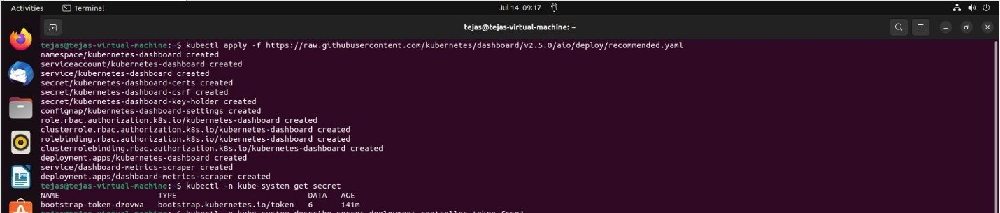 Activities Terminal Jul 14 09:17
tejas@tejas-virtual-machine: ~
tejas@tejas-virtual-machine:~$ kubectl apply -f https://raw.githubusercontent.com/kubernetes/dashboard/v2.5.0/aio/deploy/recommended.yaml
namespace/kubernetes-dashboard created
serviceaccount/kubernetes-dashboard created
service/kubernetes-dashboard created
secret/kubernetes-dashboard-certs created
secret/kubernetes-dashboard-csrf created
secret/kubernetes-dashboard-key-holder created
configmap/kubernetes-dashboard-settings created
role.rbac.authorization.k8s.io/kubernetes-dashboard created
clusterrole.rbac.authorization.k8s.io/kubernetes-dashboard created
rolebinding.rbac.authorization.k8s.io/kubernetes-dashboard created
clusterrolebinding.rbac.authorization.k8s.io/kubernetes-dashboard created
deployment.apps/kubernetes-dashboard created
service/dashboard-metrics-scraper created
deployment.apps/dashboard-metrics-scraper created
tejas@tejas-virtual-machine:~$ kubectl -n kube-system get secret
NAME TYPE DATA AGE
bootstrap-token-dzovwa bootstrap.kubernetes.io/token 6 141m